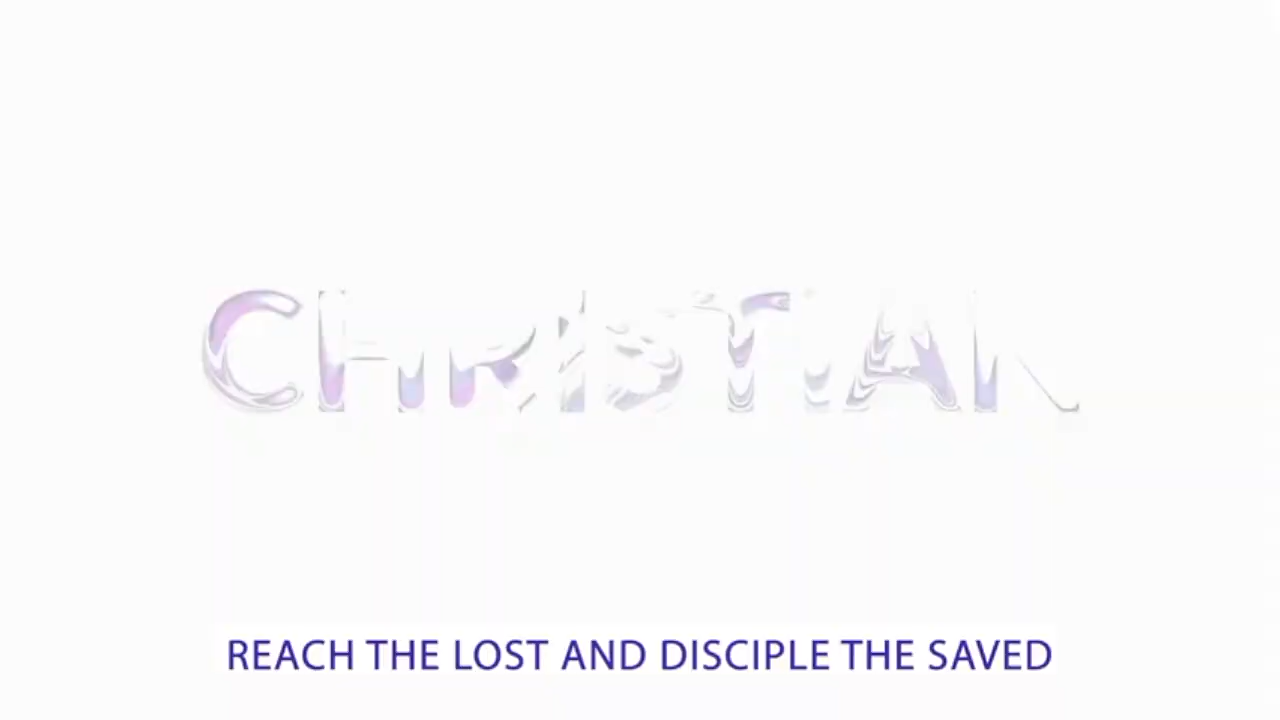 CHRISTIAN
REACH THE LOST AND DISCIPLE THE SAVED